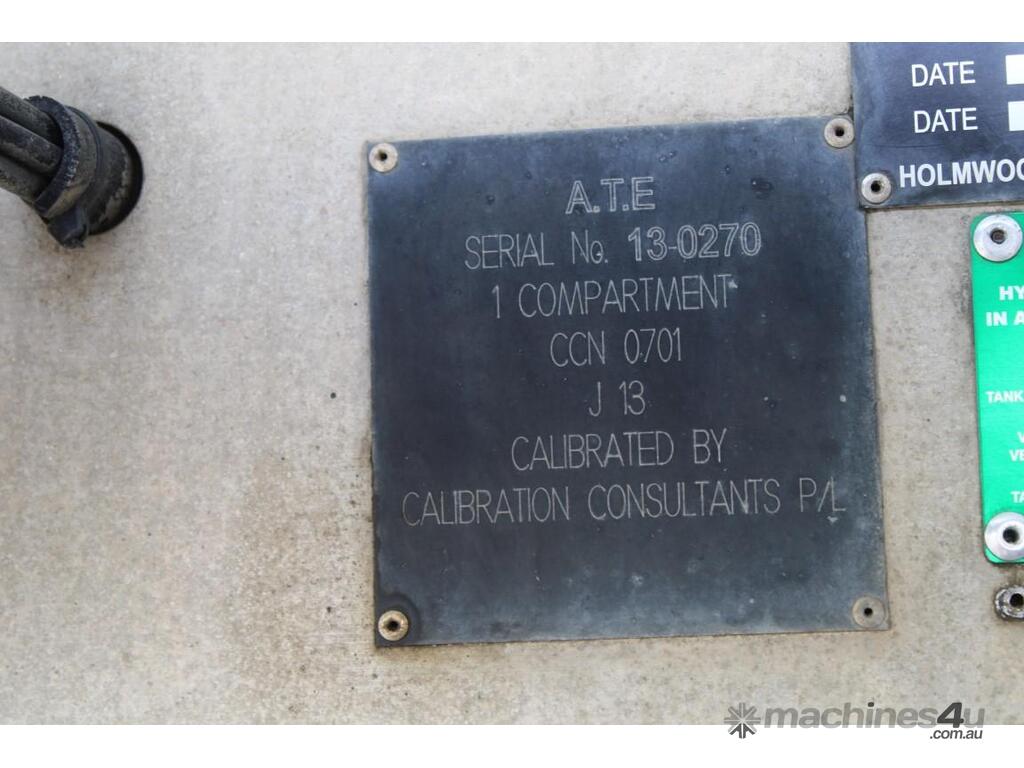 A.T.E
SERIAL No. 13-0270
1 COMPARTMENT
CCN 0701
J 13
CALIBRATED BY
CALIBRATION CONSULTANTS P/L
DATE
DATE
HY
IN A
TANK
V
VE
TA
machines4u
.com.au